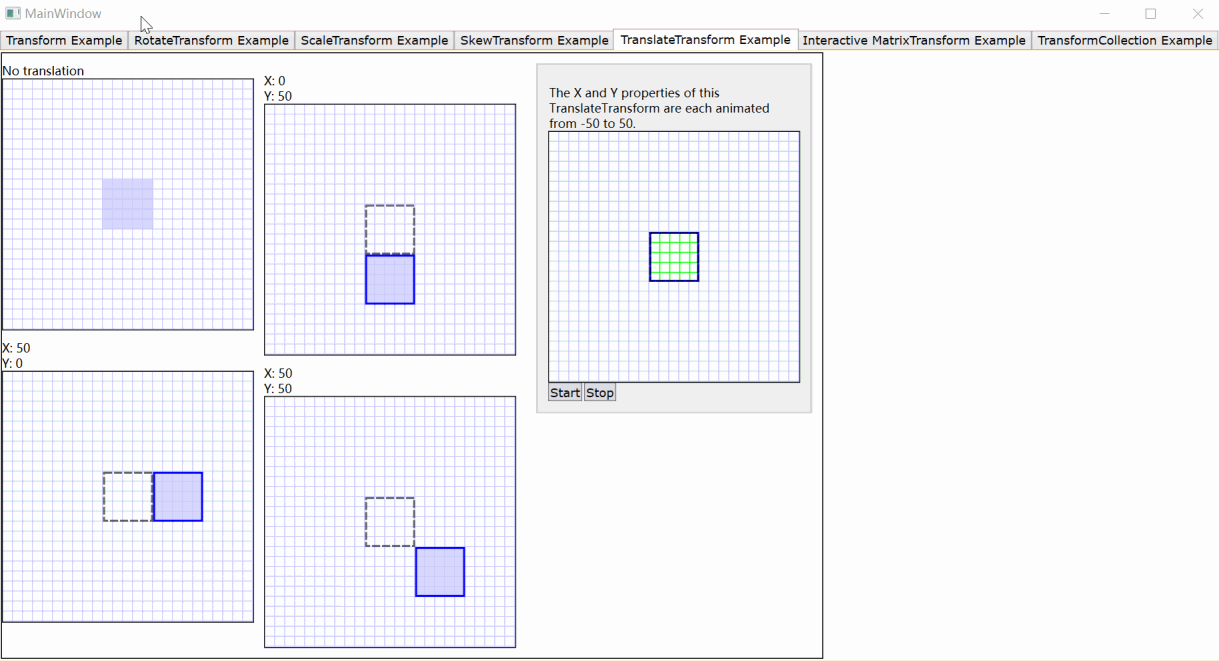 MainWindow
Transform Example
RotateTransform Example
ScaleTransform Example
SkewTransform Example
TranslateTransform Example
Interactive MatrixTransform Example
TransformCollection Example
No translation
X: 0
Y: 50
X: 50
Y: 0
X: 50
Y: 50
The X and Y properties of this
TranslateTransform are each animated
from -50 to 50.
Start
Stop